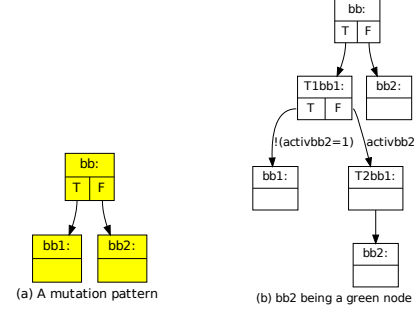 bb:
T F
T1bb1:
bb2:
T F
!(activbb2=1)
activbb2
bb1:
T2bb1:
bb2:
(b) bb2 being a green node
bb:
T F
bb1:
bb2:
(a) A mutation pattern